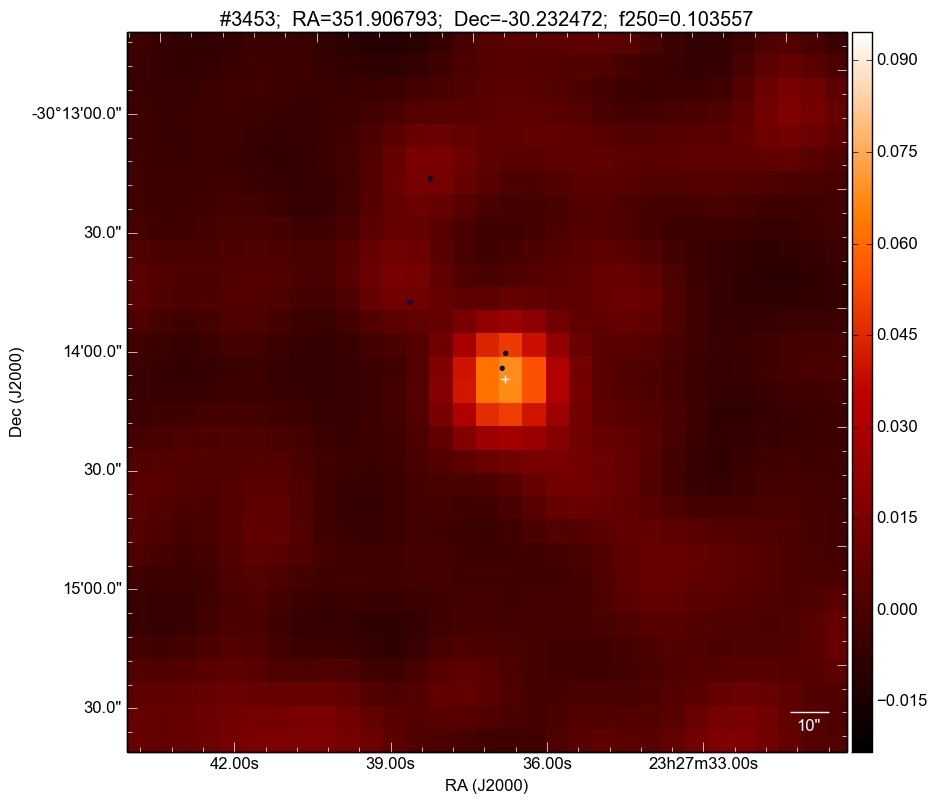 #3453;  RA=351.906793;  Dec=-30.232472;  f250=0.103557
-30°13'00.0"
30.0"
14'00.0"
30.0"
15'00.0"
30.0"
Dec (J2000)
42.00s
39.00s
36.00s
23h27m33.00s
RA (J2000)
10"
0.090
0.075
0.060
0.045
0.030
0.015
0.000
−0.015